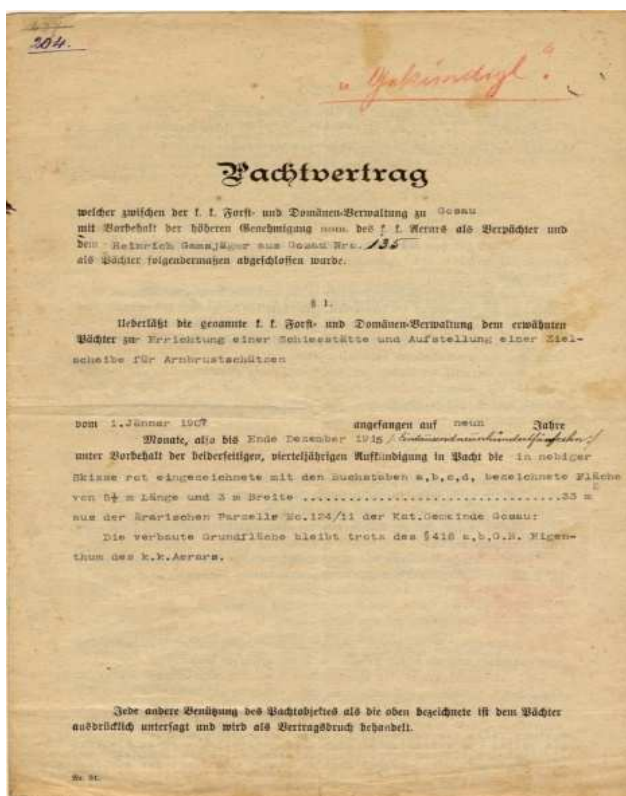 204.
"Gekündigt".
Pachtvertrag
welcher zwischen der k. k. Forst- und Domänen-Verwaltung zu Gosau
mit Vorbehalt der höheren Genehmigung nom. des k. k. Aerars als Verpächter und
dem Heinrich Gamsjäger aus Gosau Nro. 135
als Pächter folgendermaßen abgeschlossen wurde.
§ 1.
Ueberläßt die genannte k. k. Forst- und Domänen-Verwaltung dem erwähnten
Pächter zur Errichtung einer Schiesstätte und Aufstellung einer Ziel-
scheibe für Armbrustschützen
vom 1. Jänner 1907 angefangen auf neun Jahre
Monate, also bis Ende Dezember 1915 /: Eintausendneunhundertfünfzehn :/
unter Vorbehalt der beiderseitigen, vierteljährigen Aufkündigung in Pacht die in nebiger
Skizze rot eingezeichnete mit den Buchstaben a,b,c,d, bezeichnete Fläche
von 5½ m Länge und 3 m Breite ................................33 m²
aus der ärarischen Parzelle No.124/11 der Kat.Gemeinde Gosau:
Die verbaute Grundfläche bleibt trotz des §418 a,b,G.B. Eigen-
thum des k.k.Aerars.
Jede andere Benützung des Pachtobjektes als die oben bezeichnete ist dem Pächter
ausdrücklich untersagt und wird als Vertragsbruch behandelt.